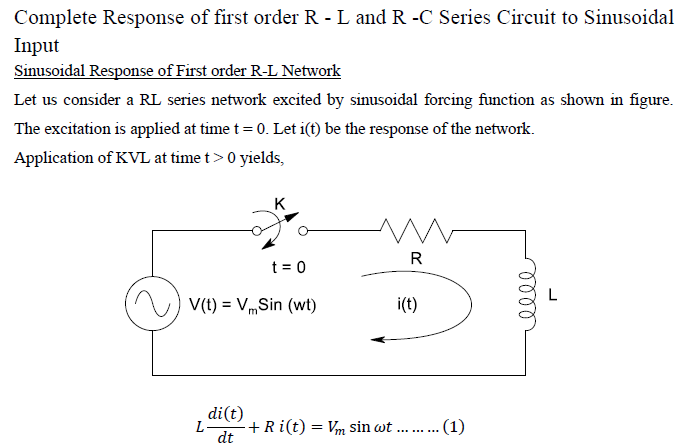 Complete Response of first order R - L and R -C Series Circuit to Sinusoidal
Input
Sinusoidal Response of First order R-L Network
Let us consider a RL series network excited by sinusoidal forcing function as shown in figure.
The excitation is applied at time t = 0. Let i(t) be the response of the network.
Application of KVL at time t > 0 yields,
K
t = 0
R
V(t) = VmSin (wt)
i(t)
L
L di(t)/dt + R i(t) = Vm sin ωt ... ... ... (1)